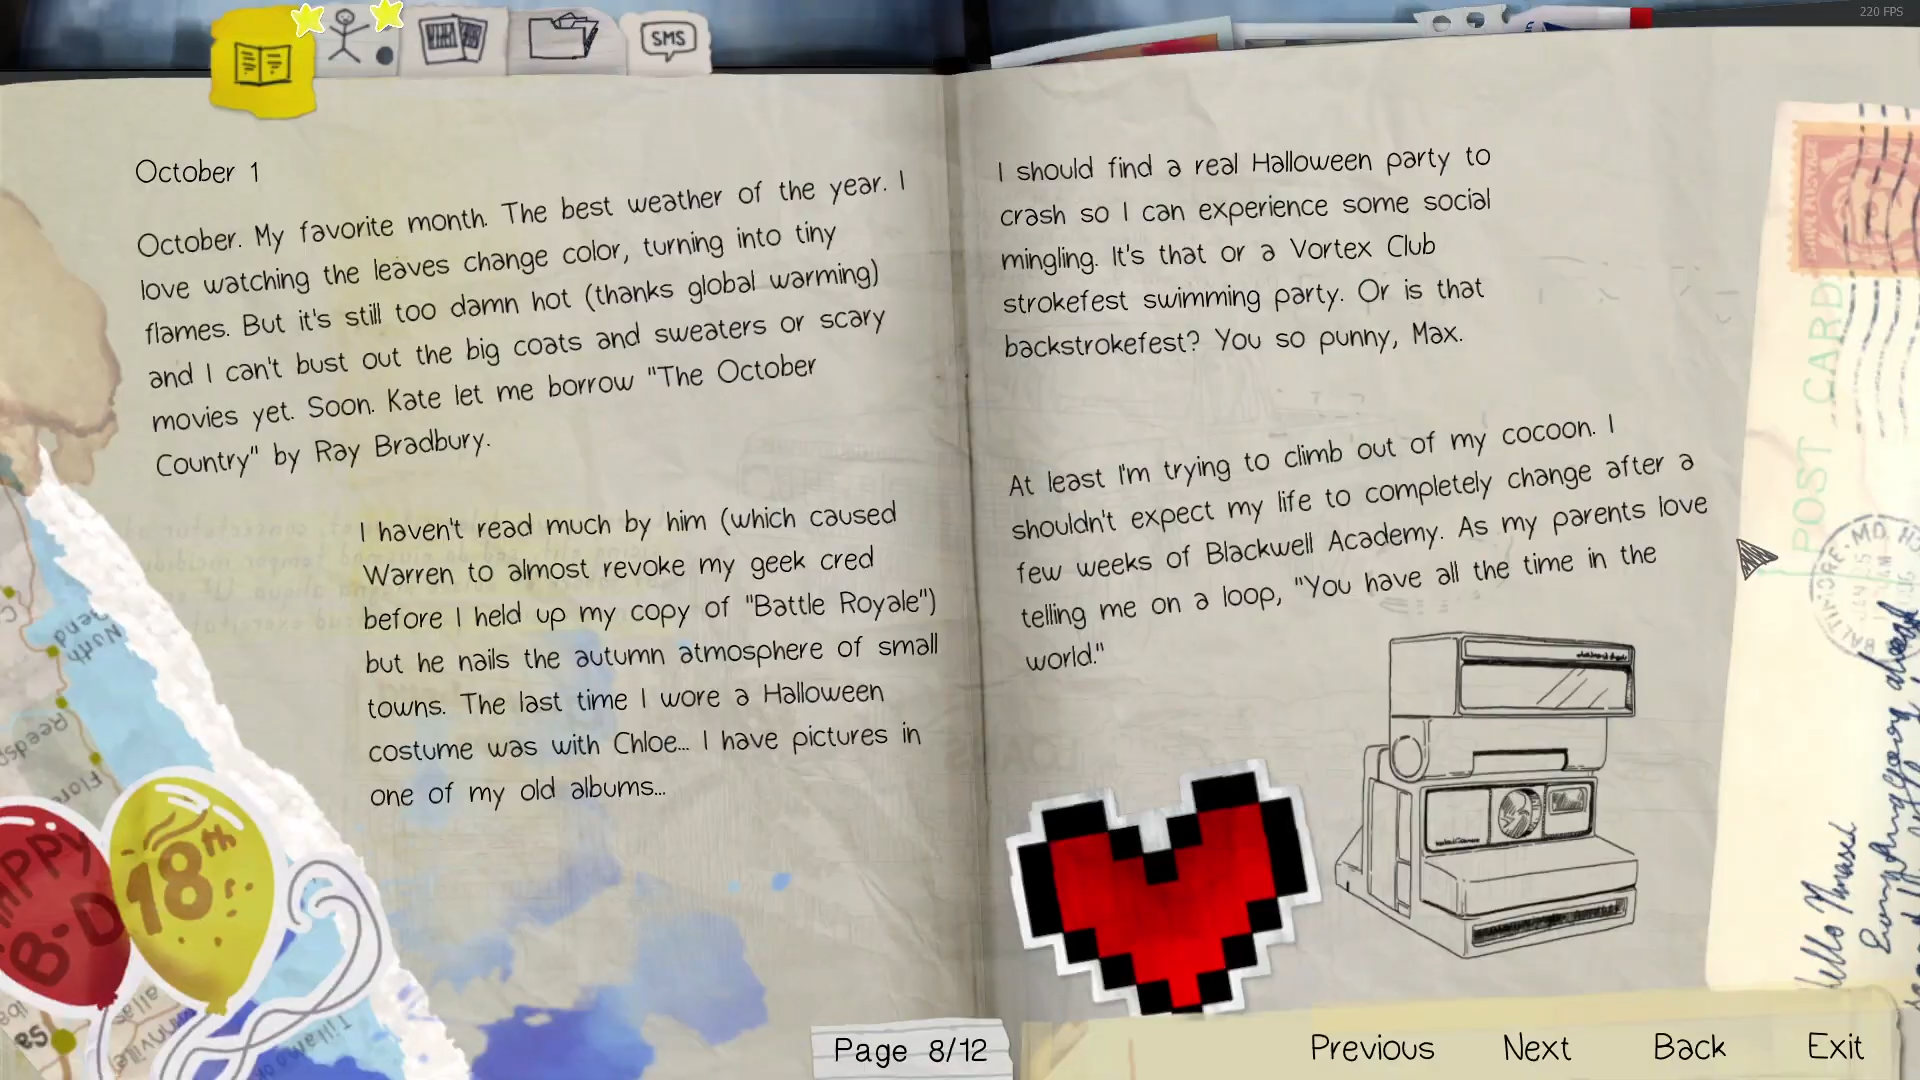 220 FPS
SMS
October 1
October. My favorite month. The best weather of the year. I
love watching the leaves change color, turning into tiny
flames. But it's still too damn hot (thanks global warming)
and I can't bust out the big coats and sweaters or scary
movies yet. Soon. Kate let me borrow "The October
Country" by Ray Bradbury.
I haven't read much by him (which caused
Warren to almost revoke my geek cred
before I held up my copy of "Battle Royale")
but he nails the autumn atmosphere of small
towns. The last time I wore a Halloween
costume was with Chloe... I have pictures in
one of my old albums...
I should find a real Halloween party to
crash so I can experience some social
mingling. It's that or a Vortex Club
strokefest swimming party. Or is that
backstrokefest? You so punny, Max.
At least I'm trying to climb out of my cocoon. I
shouldn't expect my life to completely change after a
few weeks of Blackwell Academy. As my parents love
telling me on a loop, "You have all the time in the
world."
POST CARD
BALTIMORE, MD.
Hello
HAPPY
B-D
18th
North
Bend
Page 8/12
Previous
Next
Back
Exit